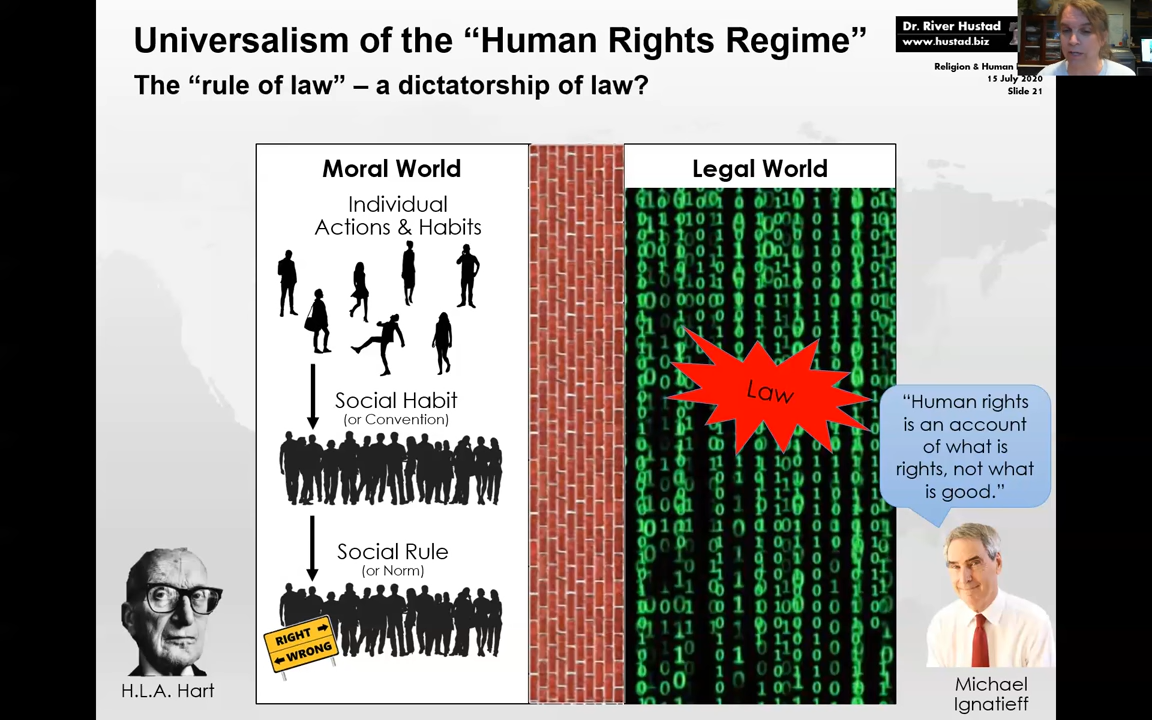 Universalism of the “Human Rights Regime”
The “rule of law” – a dictatorship of law?
Dr. River Hustad
www.hustad.biz
Religion & Human
15 July 2020
Slide 21
Moral World
Individual
Actions & Habits
Social Habit
(or Convention)
Social Rule
(or Norm)
RIGHT
WRONG
Legal World
Law
“Human rights
is an account
of what is
rights, not what
is good.”
H.L.A. Hart
Michael
Ignatieff